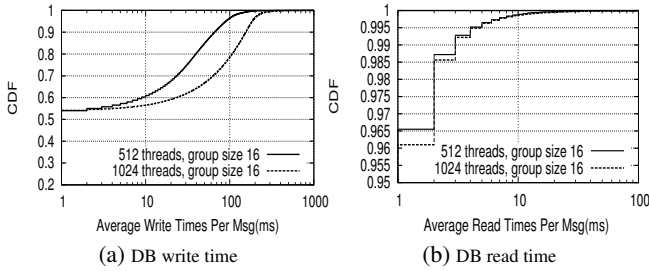 1
0.9
0.8
0.7
0.6
0.5
0.4
0.3
0.2
CDF
512 threads, group size 16
1024 threads, group size 16
1 10 100 1000
Average Write Times Per Msg(ms)
(a) DB write time
1
0.995
0.99
0.985
0.98
0.975
0.97
0.965
0.96
0.955
0.95
CDF
512 threads, group size 16
1024 threads, group size 16
1 10 100
Average Read Times Per Msg(ms)
(b) DB read time